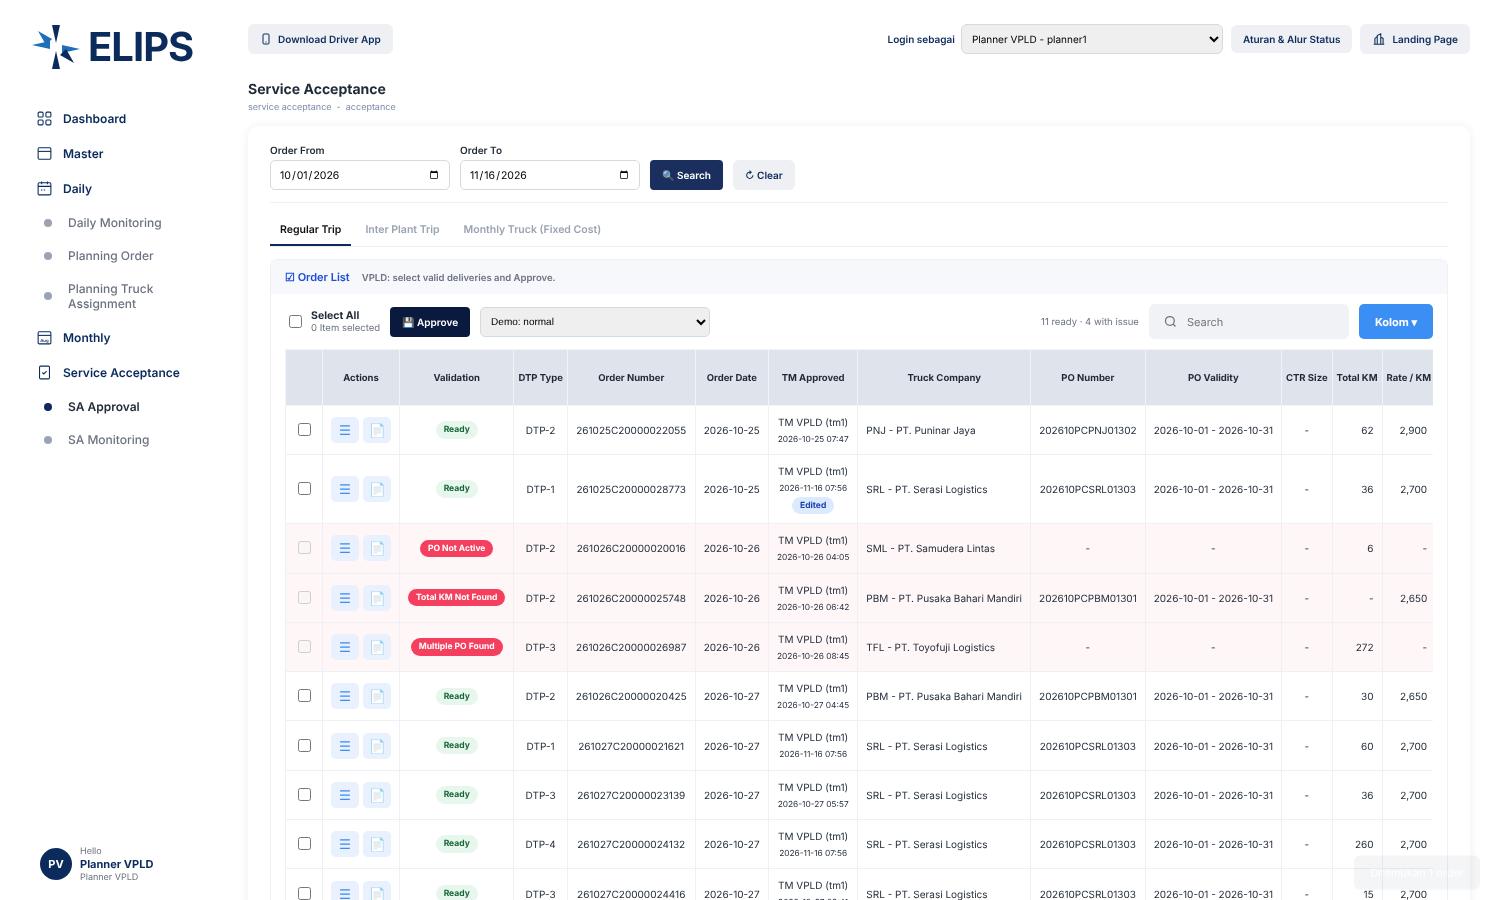 ELIPS
Download Driver App
Login sebagai
Planner VPLD - planner1
Aturan & Alur Status
Landing Page
Dashboard
Master
Daily
Daily Monitoring
Planning Order
Planning Truck
Assignment
Monthly
Service Acceptance
SA Approval
SA Monitoring
PV
Hello
Planner VPLD
Planner VPLD
Service Acceptance
service acceptance - acceptance
Order From
Order To
10/01/2026
11/16/2026
Search
Clear
Regular Trip
Inter Plant Trip
Monthly Truck (Fixed Cost)
Order List
VPLD: select valid deliveries and Approve.
Select All
0 Item selected
Approve
Demo: normal
11 ready · 4 with issue
Search
Kolom ▾
Actions Validation DTP Type Order Number Order Date TM Approved Truck Company PO Number PO Validity CTR Size Total KM Rate / KM
Ready DTP-2 261025C20000022055 2026-10-25 TM VPLD (tm1) 2026-10-25 07:47 PNJ - PT. Puninar Jaya 202610PCPNJ01302 2026-10-01 - 2026-10-31 - 62 2,900
Ready DTP-1 261025C20000028773 2026-10-25 TM VPLD (tm1) 2026-11-16 07:56 Edited SRL - PT. Serasi Logistics 202610PCSRL01303 2026-10-01 - 2026-10-31 - 36 2,700
PO Not Active DTP-2 261026C20000020016 2026-10-26 TM VPLD (tm1) 2026-10-26 04:05 SML - PT. Samudera Lintas - - - 6 -
Total KM Not Found DTP-2 261026C20000025748 2026-10-26 TM VPLD (tm1) 2026-10-26 06:42 PBM - PT. Pusaka Bahari Mandiri 202610PCPBM01301 2026-10-01 - 2026-10-31 - - 2,650
Multiple PO Found DTP-3 261026C20000026987 2026-10-26 TM VPLD (tm1) 2026-10-26 08:45 TFL - PT. Toyofuji Logistics - - - 272 -
Ready DTP-2 261026C20000020425 2026-10-27 TM VPLD (tm1) 2026-10-27 04:45 PBM - PT. Pusaka Bahari Mandiri 202610PCPBM01301 2026-10-01 - 2026-10-31 - 30 2,650
Ready DTP-1 261027C20000021621 2026-10-27 TM VPLD (tm1) 2026-11-16 07:56 SRL - PT. Serasi Logistics 202610PCSRL01303 2026-10-01 - 2026-10-31 - 60 2,700
Ready DTP-3 261027C20000023139 2026-10-27 TM VPLD (tm1) 2026-10-27 05:57 SRL - PT. Serasi Logistics 202610PCSRL01303 2026-10-01 - 2026-10-31 - 36 2,700
Ready DTP-4 261027C20000024132 2026-10-27 TM VPLD (tm1) 2026-11-16 07:56 SRL - PT. Serasi Logistics 202610PCSRL01303 2026-10-01 - 2026-10-31 - 260 2,700
Ready DTP-3 261027C20000024416 2026-10-27 TM VPLD (tm1) SRL - PT. Serasi Logistics 202610PCSRL01303 2026-10-01 - 2026-10-31 - 15 2,700